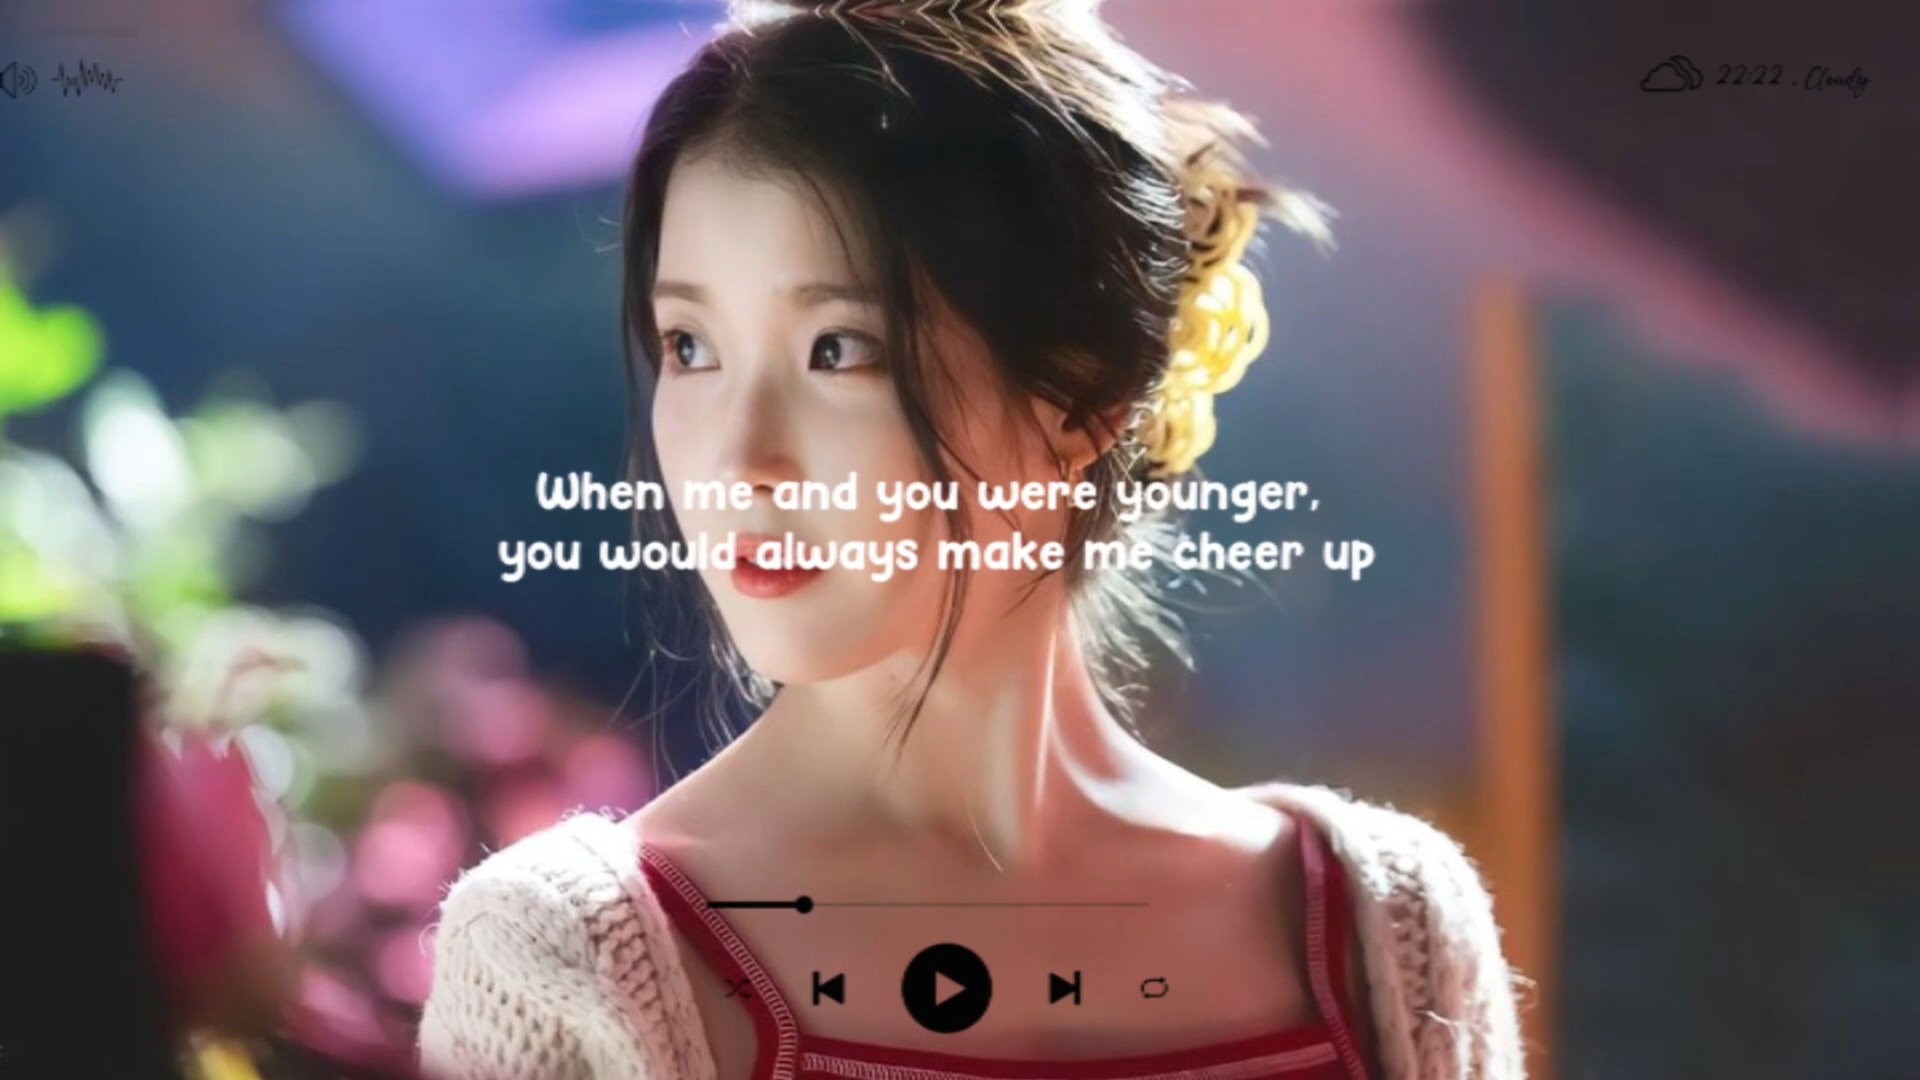 22:22 . Cloudy
When me and you were younger,
you would always make me cheer up